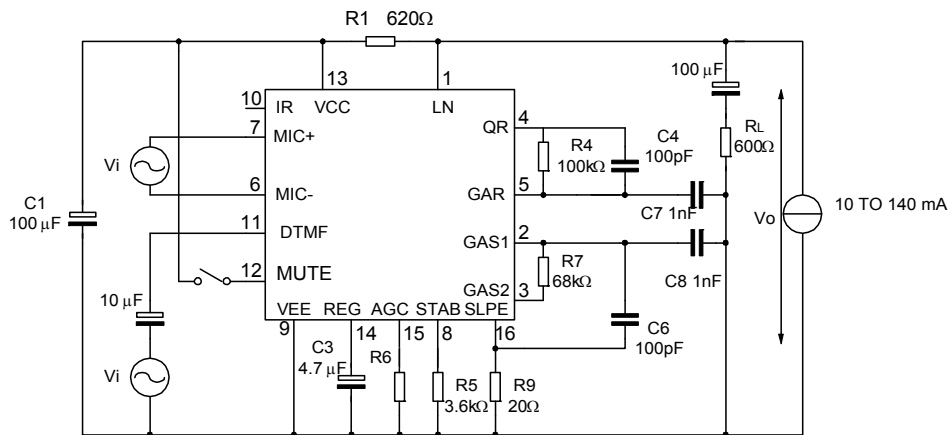 R1 620Ω
13
1
100 μF
10
IR
VCC
LN
4
QR
7
MIC+
C4
100pF
R4
100kΩ
RL
600Ω
Vi
6
MIC-
5
GAR
C1
100 μF
C7 1nF
Vo
10 TO 140 mA
11
DTMF
2
GAS1
R7
68kΩ
C8 1nF
12
MUTE
GAS2
3
10 μF
VEE
REG
AGC
STAB
SLPE
9
14
15
8
16
C6
100pF
C3
4.7 μF
R6
R5
3.6kΩ
R9
20Ω
Vi